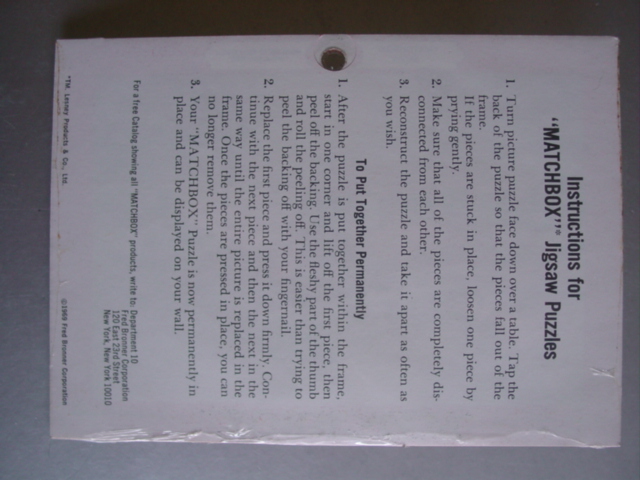 Instructions for
"MATCHBOX"* Jigsaw Puzzles
1. Turn picture puzzle face down over a table. Tap the
back of the puzzle so that the pieces fall out of the
frame.
If the pieces are stuck in place, loosen one piece by
prying gently.
2. Make sure that all of the pieces are completely dis-
connected from each other.
3. Reconstruct the puzzle and take it apart as often as
you wish.
To Put Together Permanently
1. After the puzzle is put together within the frame,
start in one corner and lift off the first piece, then
peel off the backing. Use the fleshy part of the thumb
and roll the peeling off. This is easier than trying to
peel the backing off with your fingernail.
2. Replace the first piece and press it down firmly. Con-
tinue with the next piece and then the next in the
same way until the entire picture is replaced in the
frame. Once the pieces are pressed in place, you can
no longer remove them.
3. Your "MATCHBOX" Puzzle is now permanently in
place and can be displayed on your wall.
For a free Catalog showing all "MATCHBOX" products, write to: Department 10
Fred Bronner Corporation
120 East 23rd Street
New York, New York 10010
*TM, Lesney Products & Co., Ltd.
©1969 Fred Bronner Corporation